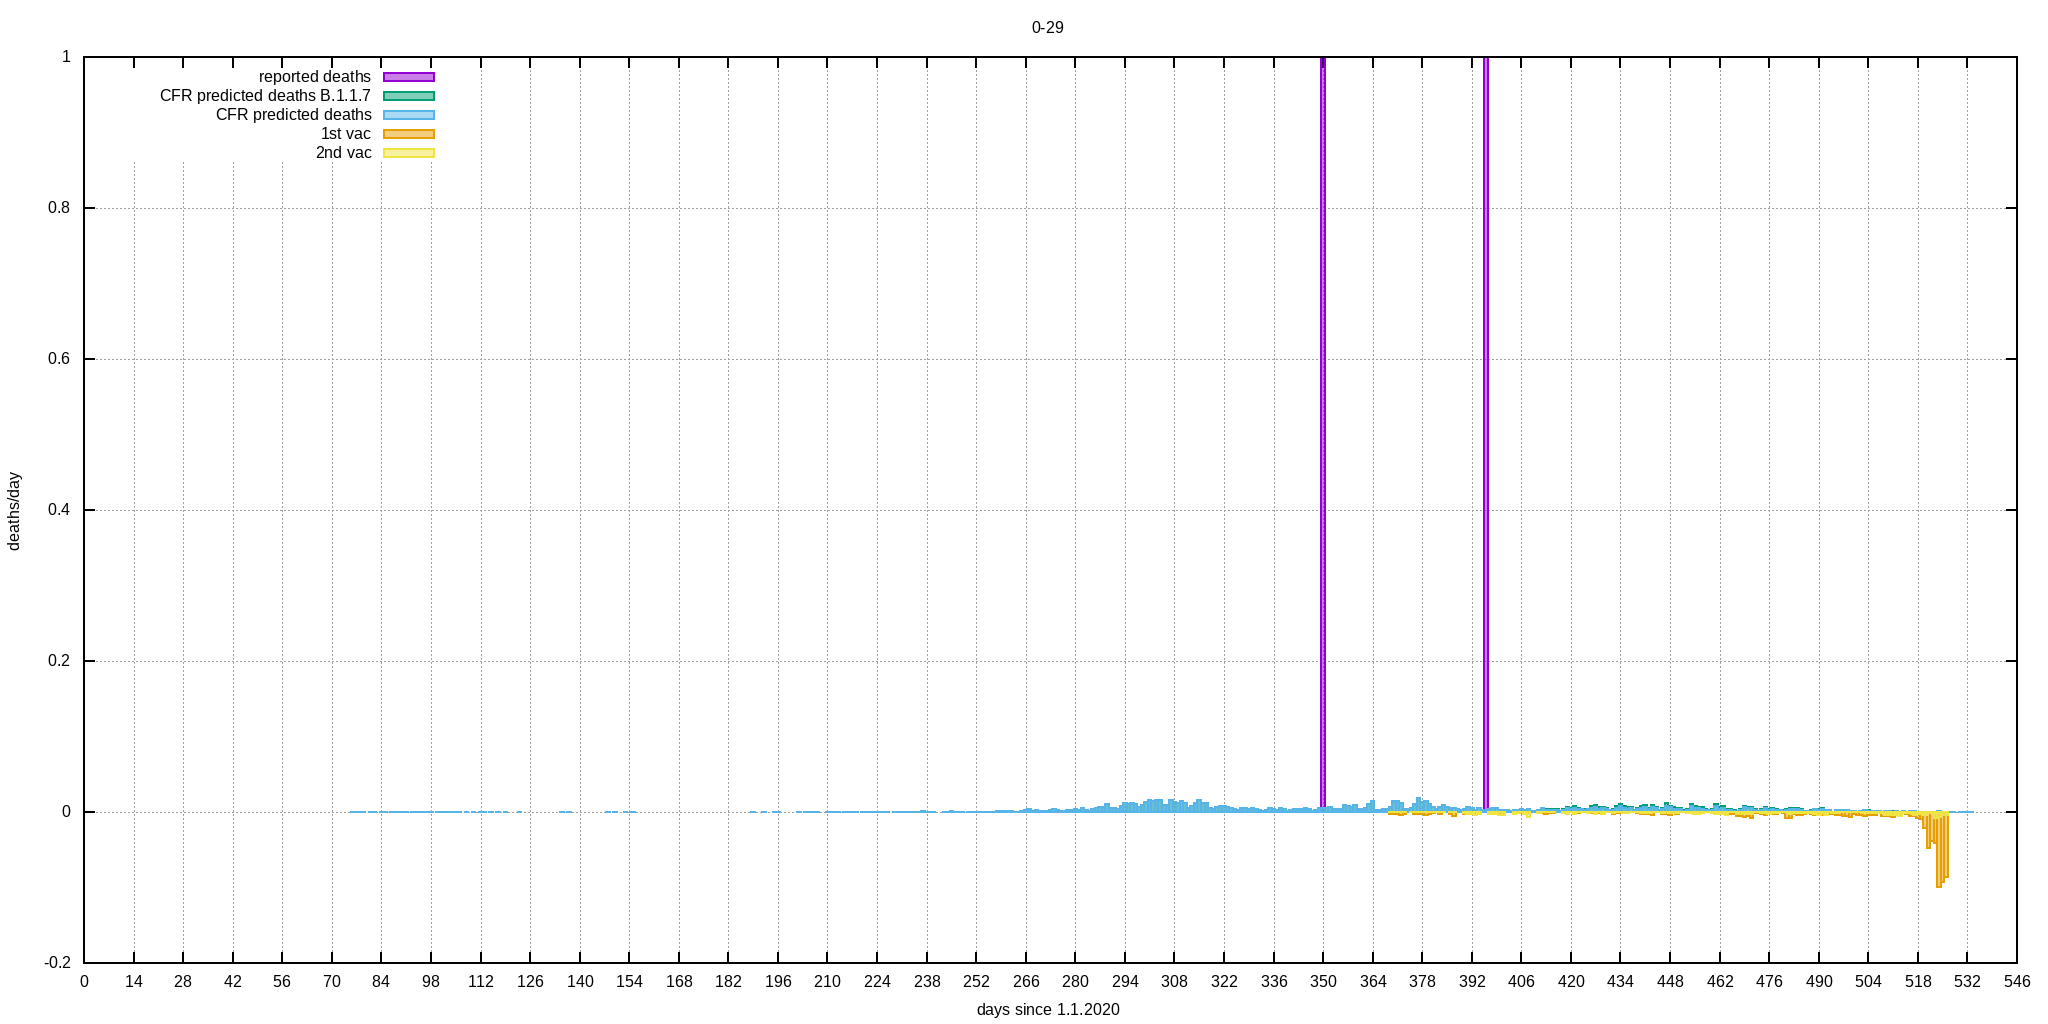 0-29
reported deaths
CFR predicted deaths B.1.1.7
CFR predicted deaths
1st vac
2nd vac
1
0.8
0.6
0.4
0.2
0
-0.2
deaths/day
0 14 28 42 56 70 84 98 112 126 140 154 168 182 196 210 224 238 252 266 280 294 308 322 336 350 364 378 392 406 420 434 448 462 476 490 504 518 532 546
days since 1.1.2020